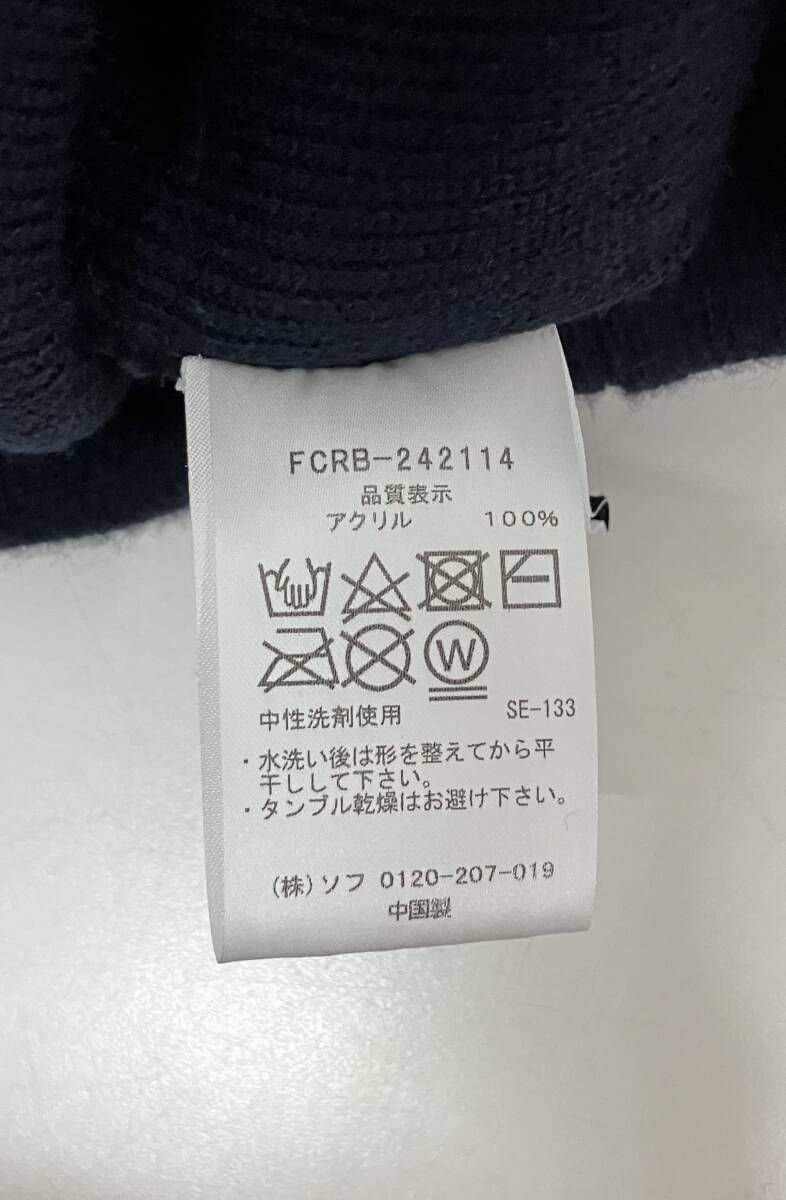 FCRB-242114
品質表示
アクリル 100%
W
中性洗剤使用 SE-133
・水洗い後は形を整えてから平
干しして下さい。
・タンブル乾燥はお避け下さい。
(株)ソフ 0120-207-019
中国製